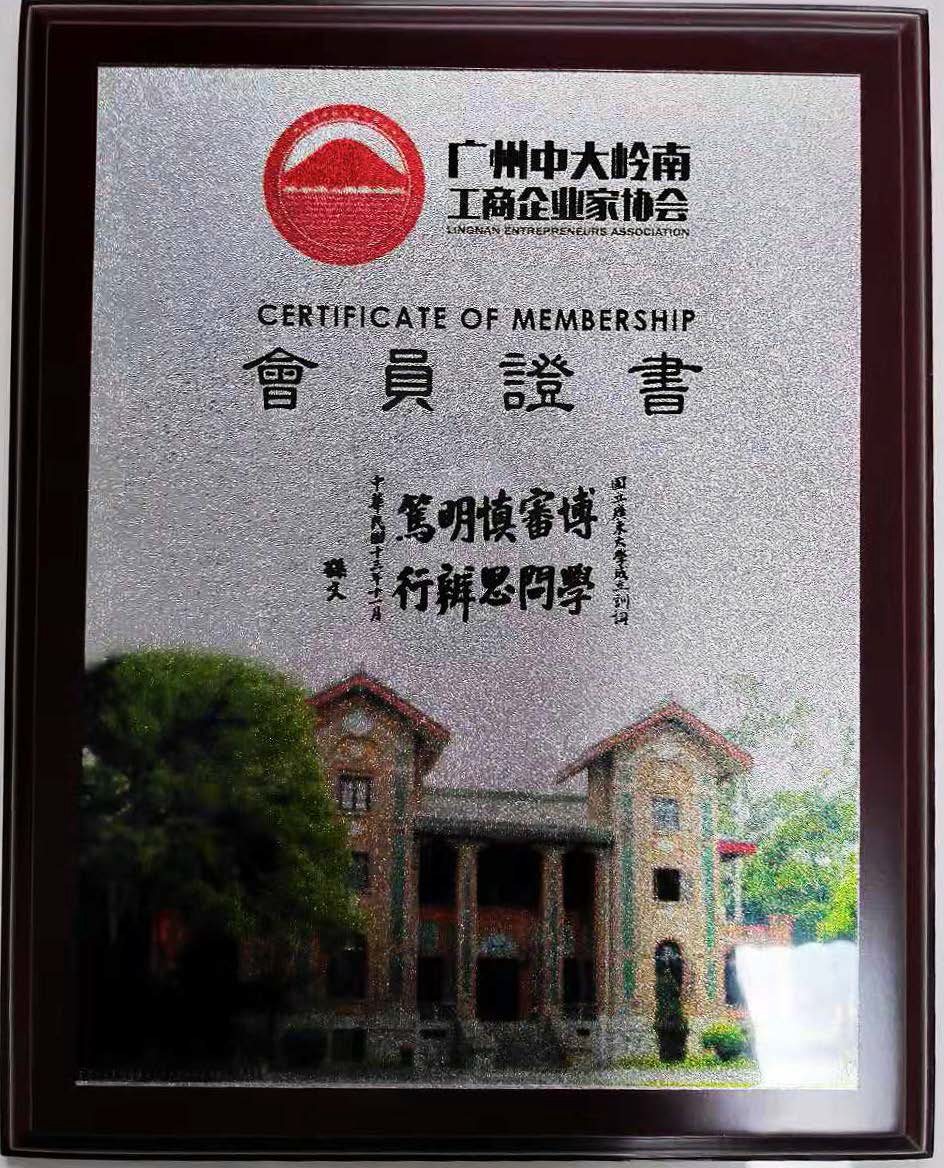 广州中大岭南
工商企业家协会
LINGNAN ENTREPRENEURS ASSOCIATION
CERTIFICATE OF MEMBERSHIP
會員證書
國立廣東大學成立訓詞
博學
審問
慎思
明辨
篤行
中華民國十三年十一月
孫文